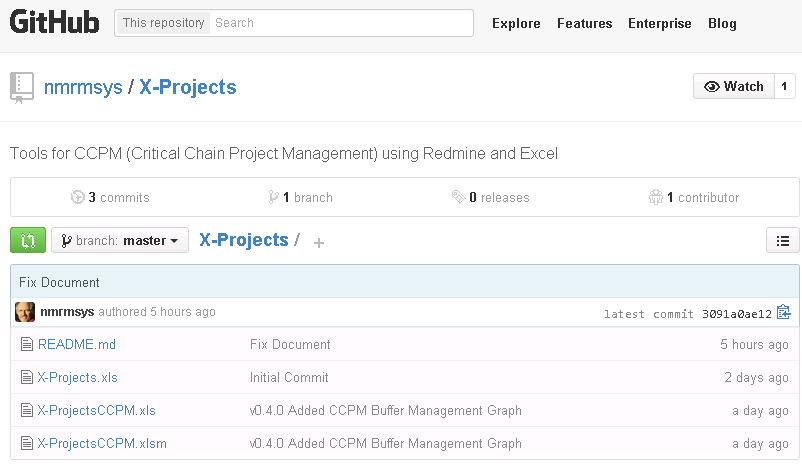 GitHub This repository Search Explore Features Enterprise Blog
nmrmsys / X-Projects Watch 1
Tools for CCPM (Critical Chain Project Management) using Redmine and Excel
3 commits 1 branch 0 releases 1 contributor
branch: master X-Projects / +
Fix Document
nmrmsys authored 5 hours ago latest commit 3091a0ae12
README.md Fix Document 5 hours ago
X-Projects.xls Initial Commit 2 days ago
X-ProjectsCCPM.xls v0.4.0 Added CCPM Buffer Management Graph a day ago
X-ProjectsCCPM.xlsm v0.4.0 Added CCPM Buffer Management Graph a day ago